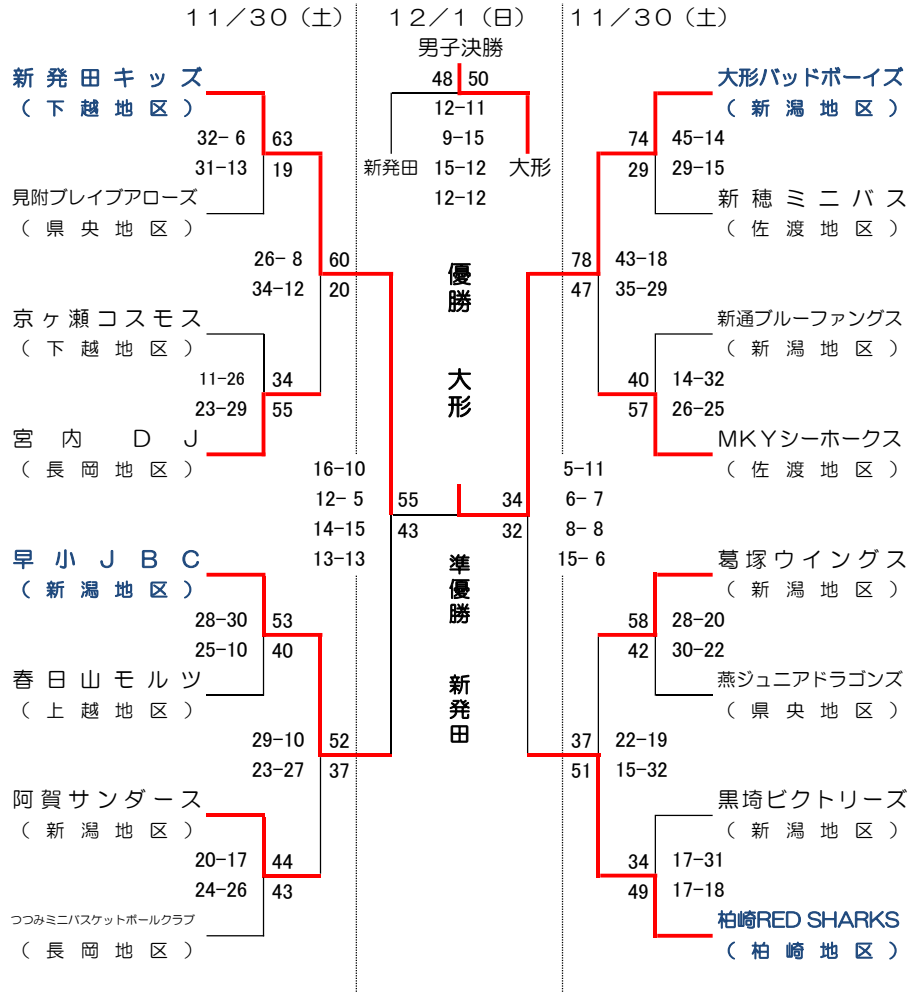 11/30(土)
12/1(日)
11/30(土)
男子決勝
48 50
12-11
9-15
15-12
12-12
新発田
大形
新発田キッズ
(下越地区)
32- 6 63
31-13 19
見附ブレイブアローズ
(県央地区)
26- 8 60
34-12 20
京ヶ瀬コスモス
(下越地区)
11-26 34
23-29 55
宮内 DJ
(長岡地区)
16-10
12- 5
14-15
13-13
55
43
早小JBC
(新潟地区)
28-30 53
25-10 40
春日山モルツ
(上越地区)
29-10 52
23-27 37
阿賀サンダース
(新潟地区)
20-17 44
24-26 43
つつみミニバスケットボールクラブ
(長岡地区)
優勝 大形
準優勝 新発田
大形バッドボーイズ
(新潟地区)
74 45-14
29 29-15
新穂ミニバス
(佐渡地区)
78 43-18
47 35-29
新通ブルーファングス
(新潟地区)
40 14-32
57 26-25
MKYシーホークス
(佐渡地区)
5-11
6- 7
8- 8
15- 6
34
32
葛塚ウイングス
(新潟地区)
58 28-20
42 30-22
燕ジュニアドラゴンズ
(県央地区)
37 22-19
51 15-32
黒埼ビクトリーズ
(新潟地区)
34 17-31
49 17-18
柏崎RED SHARKS
(柏崎地区)